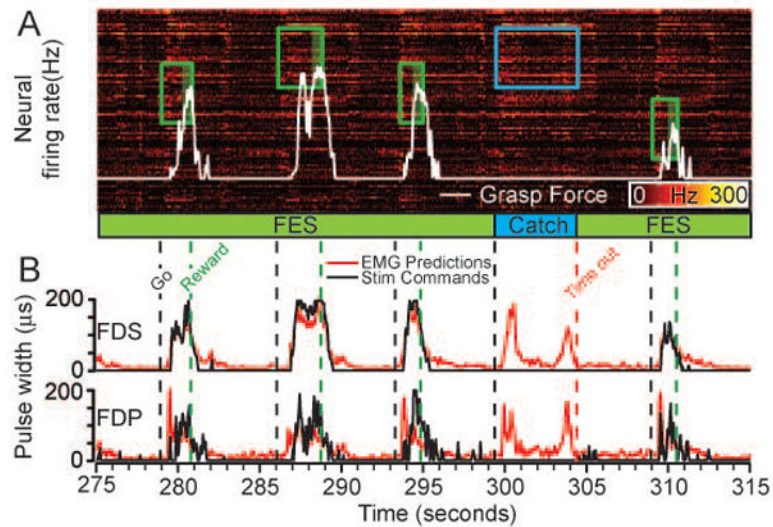 A
Neural
firing rate(Hz)
Grasp Force
0 Hz 300
FES Catch FES
B
Go
Reward
EMG Predictions
Stim Commands
Time out
Pulse width (µs)
200
FDS
0
200
FDP
0
275 280 285 290 295 300 305 310 315
Time (seconds)